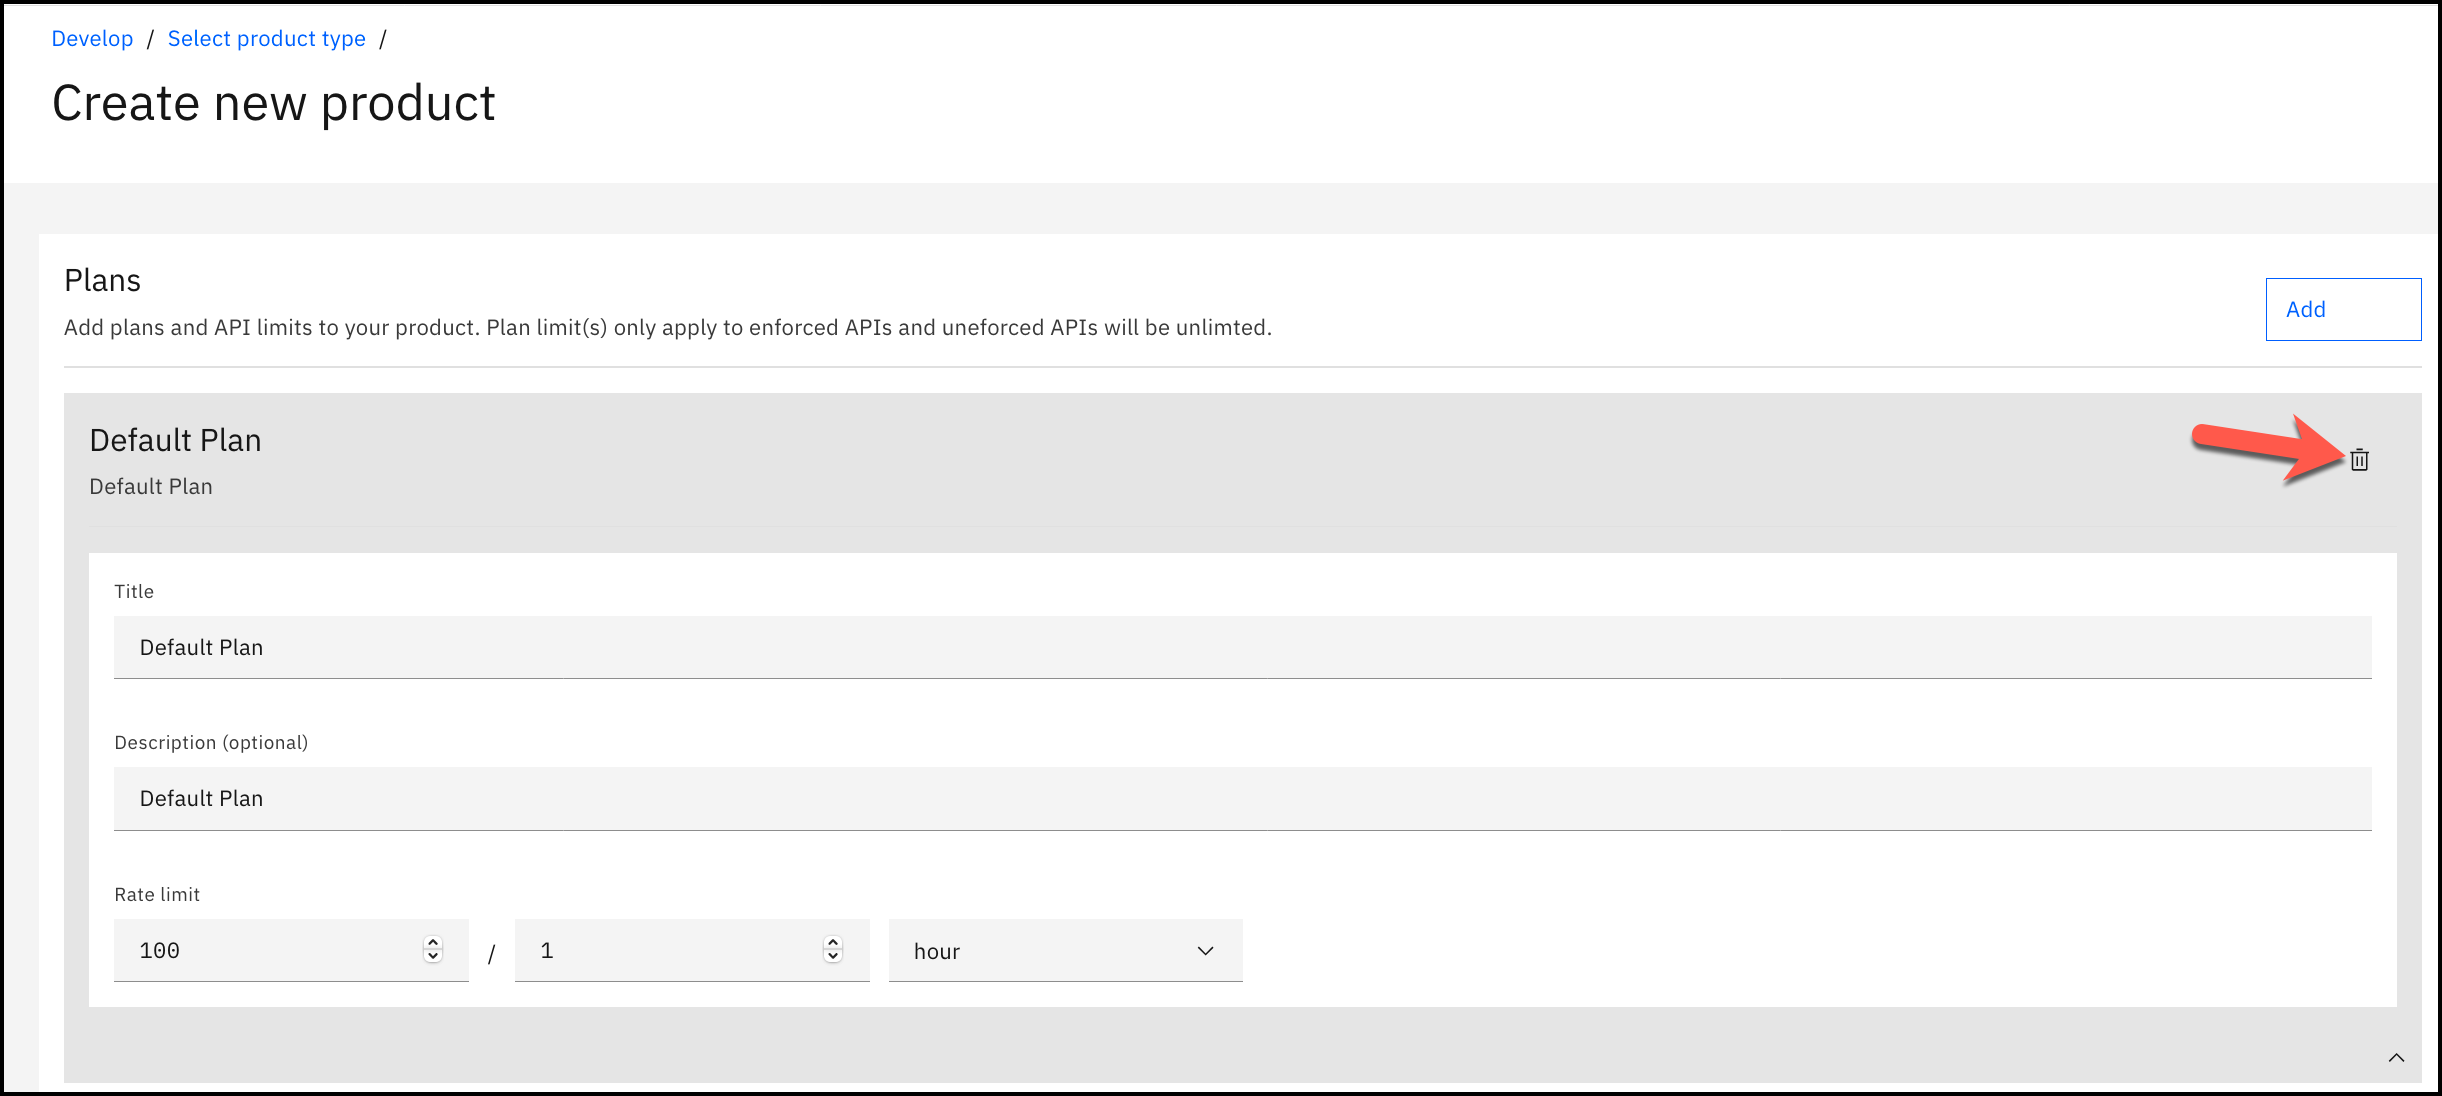 Develop / Select product type /
Create new product
Plans
Add plans and API limits to your product. Plan limit(s) only apply to enforced APIs and uneforced APIs will be unlimted.
Add
Default Plan
Default Plan
Title
Default Plan
Description (optional)
Default Plan
Rate limit
100 / 1 hour